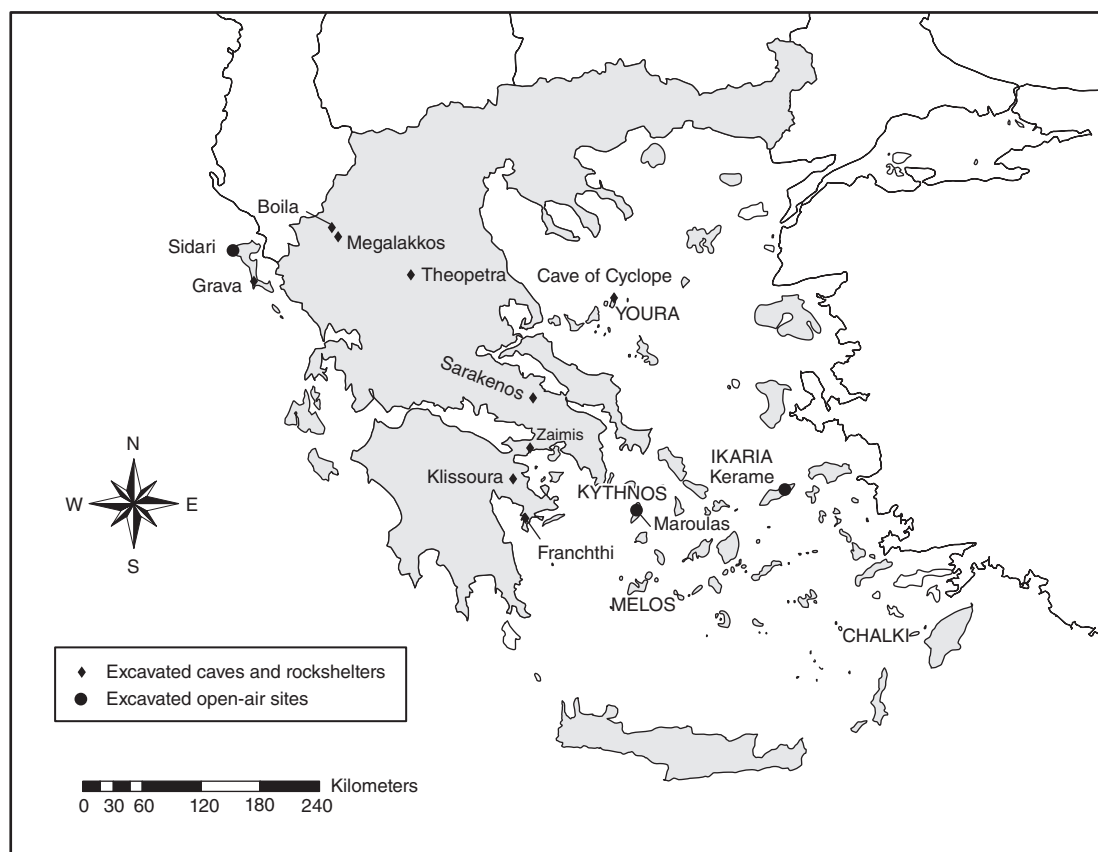 Boila
Megalakkos
Sidari
Theopetra
Grava
Cave of Cyclope
YOURA
Sarakenos
Zaimis
Klissoura
IKARIA
Kerame
KYTHNOS
Maroulas
Franchthi
MELOS
CHALKI
N
W
E
S
Excavated caves and rockshelters
Excavated open-air sites
Kilometers
0 30 60 120 180 240